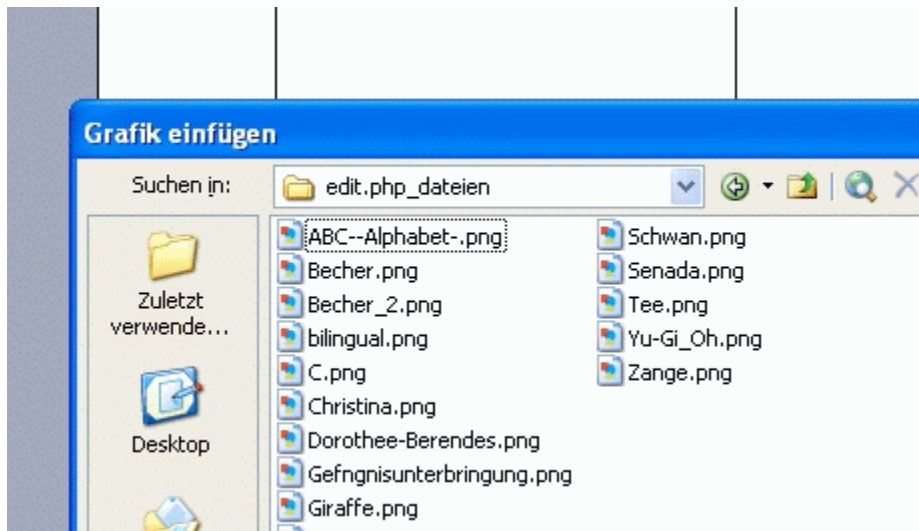 Grafik einfügen
Suchen in:
edit.php_dateien
Zuletzt
verwende...
Desktop
ABC--Alphabet-.png
Becher.png
Becher_2.png
bilingual.png
C.png
Christina.png
Dorothee-Berendes.png
Gefngnisunterbringung.png
Giraffe.png
Schwan.png
Senada.png
Tee.png
Yu-Gi_Oh.png
Zange.png